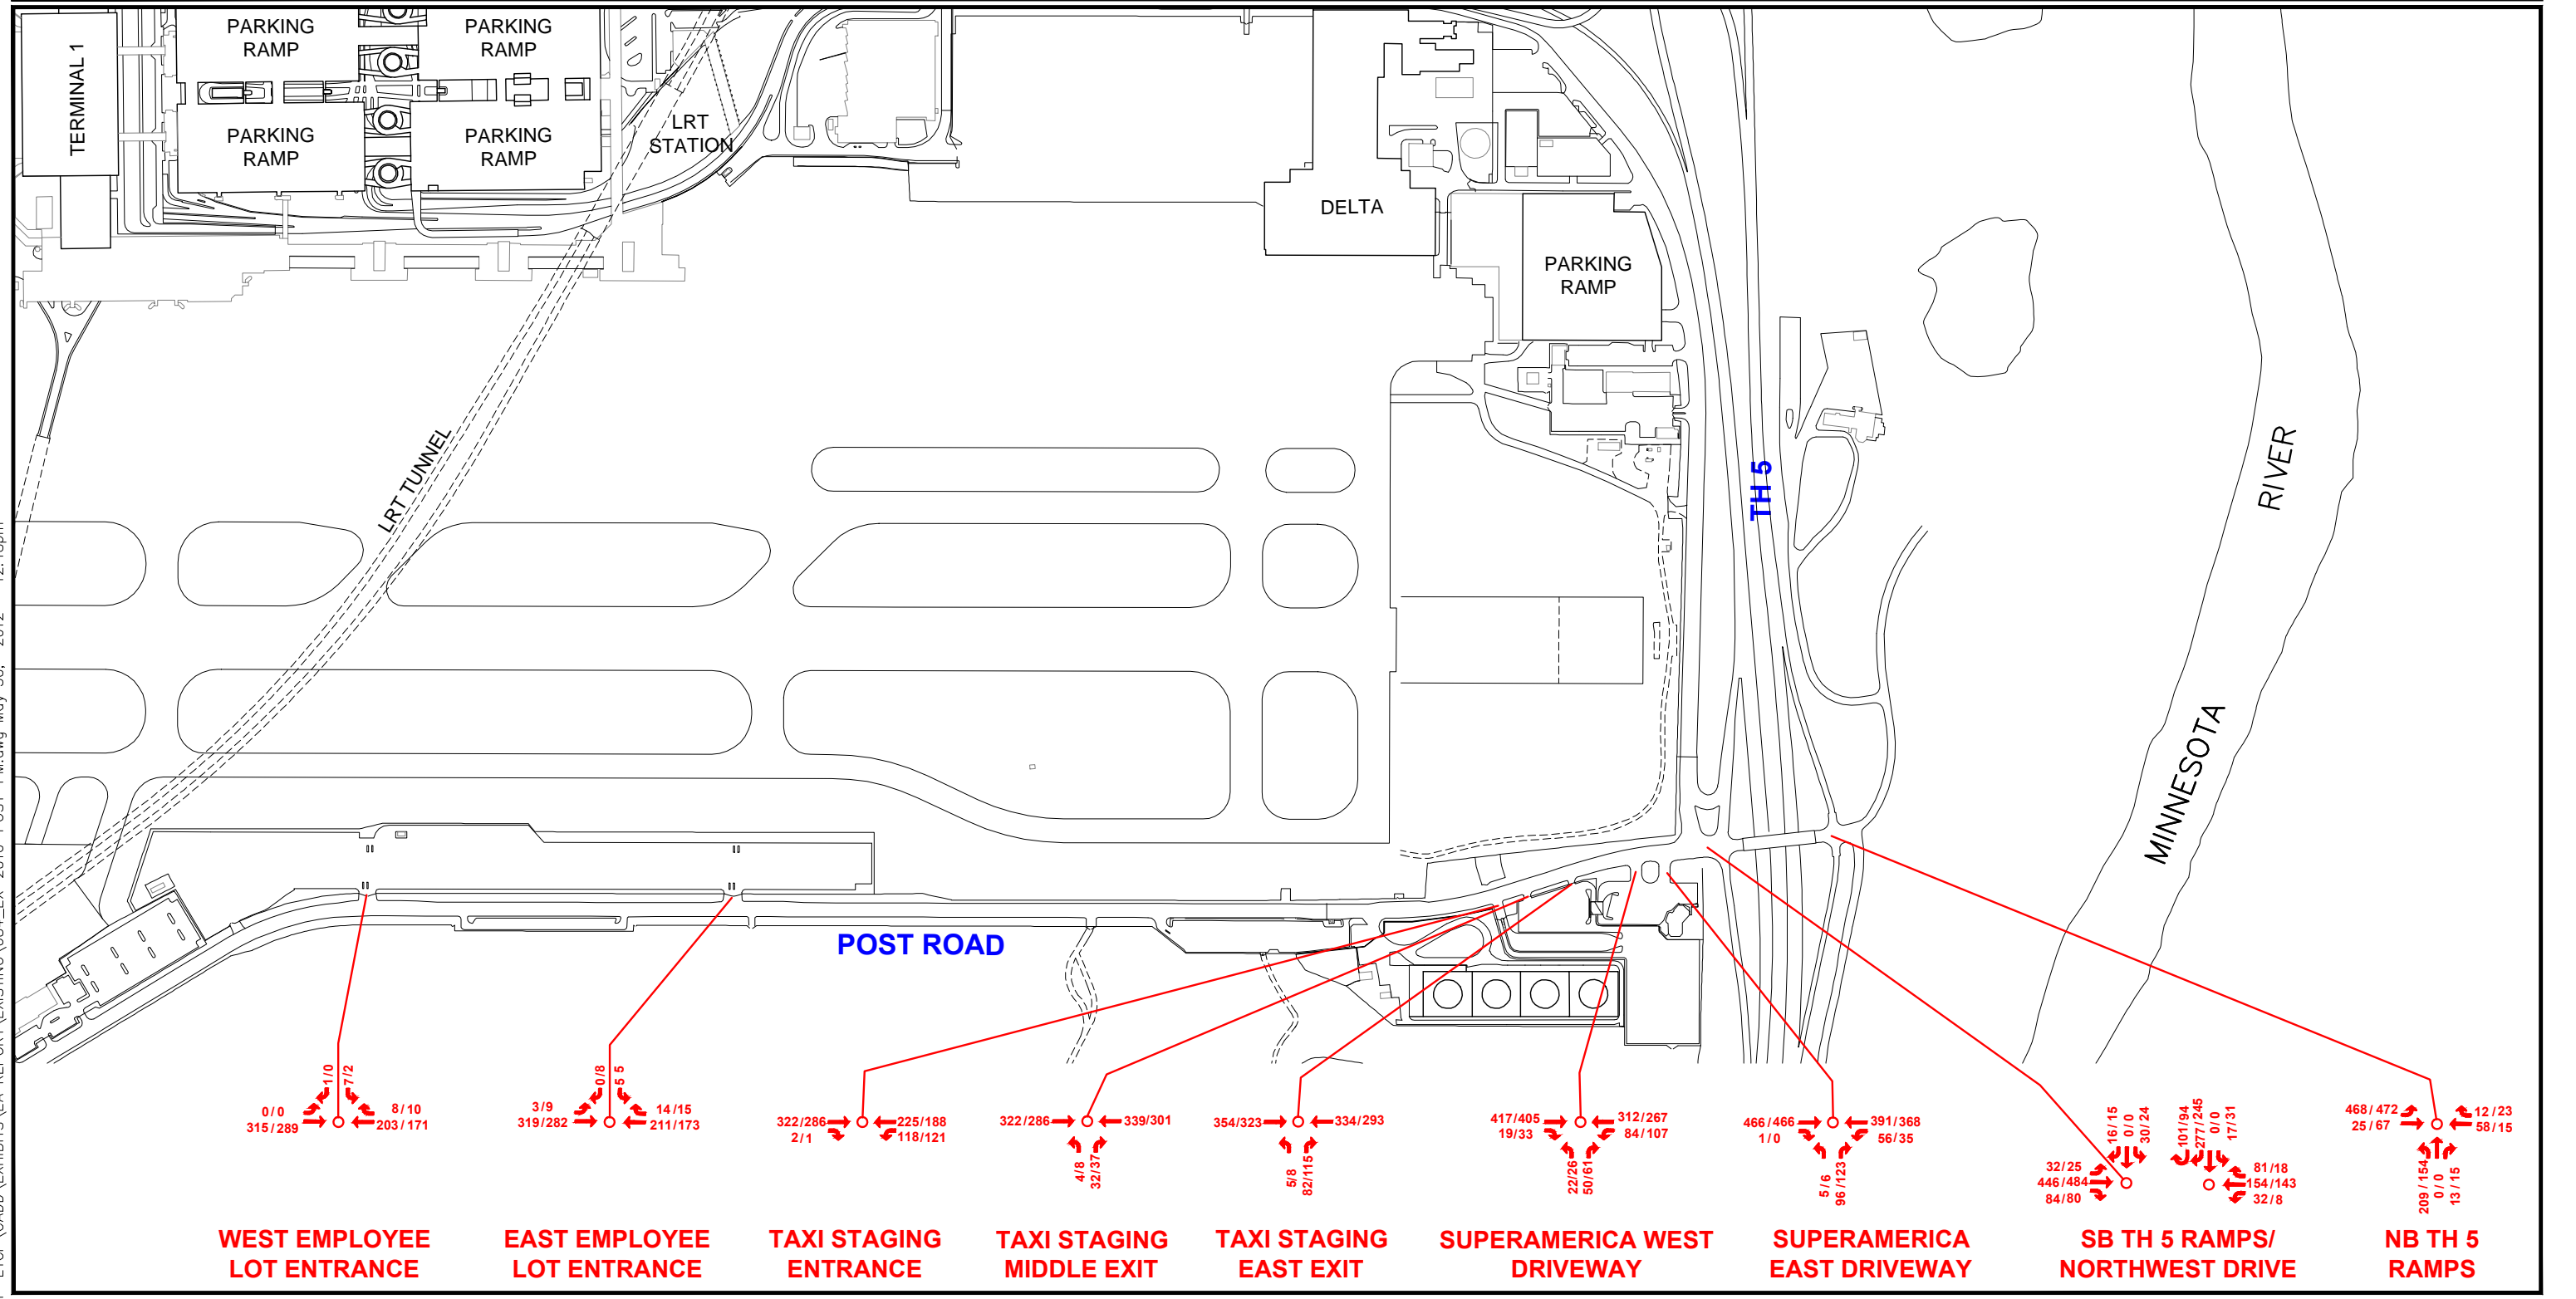 PARKING
RAMP
PARKING
RAMP
TERMINAL 1
PARKING
RAMP
PARKING
RAMP
LRT
STATION
DELTA
PARKING
RAMP
LRT TUNNEL
TH 5
RIVER
MINNESOTA
POST ROAD
1/0
7/2
0/0
315/289
8/10
203/171
WEST EMPLOYEE
LOT ENTRANCE
0/8
5 5
3/9
319/282
14/15
211/173
EAST EMPLOYEE
LOT ENTRANCE
322/286
2/1
225/188
118/121
TAXI STAGING
ENTRANCE
322/286
339/301
4/8
32/37
TAXI STAGING
MIDDLE EXIT
354/323
334/293
5/8
82/115
TAXI STAGING
EAST EXIT
417/405
19/33
312/267
84/107
22/26
50/61
SUPERAMERICA WEST
DRIVEWAY
466/466
1/0
391/368
56/35
5/6
96/123
SUPERAMERICA
EAST DRIVEWAY
16/15
0/0
30/24
32/25
446/484
84/80
101/94
277/245
0/0
17/31
81/18
154/143
32/8
SB TH 5 RAMPS/
NORTHWEST DRIVE
468/472
25/67
12/23
58/15
209/154
0/0
13/15
NB TH 5
RAMPS